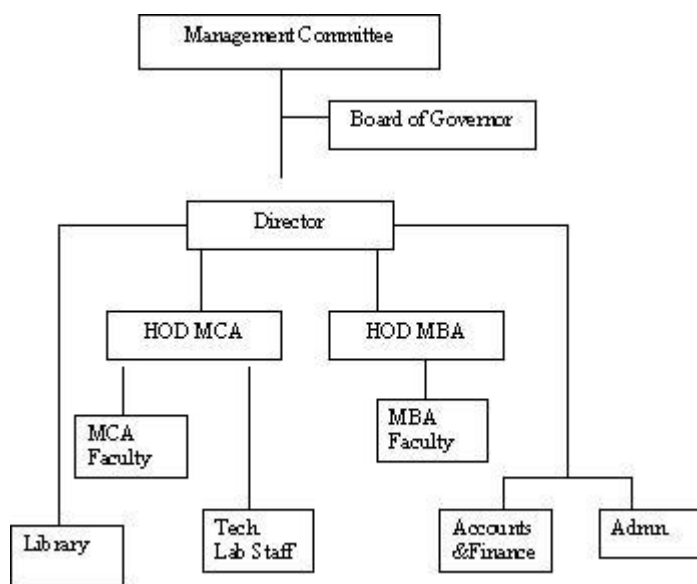 Management Committee
Board of Governor
Director
HOD MCA
HOD MBA
MCA
Faculty
MBA
Faculty
Library
Tech
Lab Staff
Accounts
&Finance
Admn.